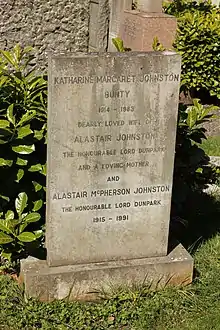 KATHARINE MARGARET JOHNSTON
BUNTY
1914 - 1983
DEARLY LOVED WIFE OF
ALASTAIR JOHNSTON
THE HONOURABLE LORD DUNPARK
AND A LOVING MOTHER
AND
ALASTAIR McPHERSON JOHNSTON
THE HONOURABLE LORD DUNPARK
1915 - 1991